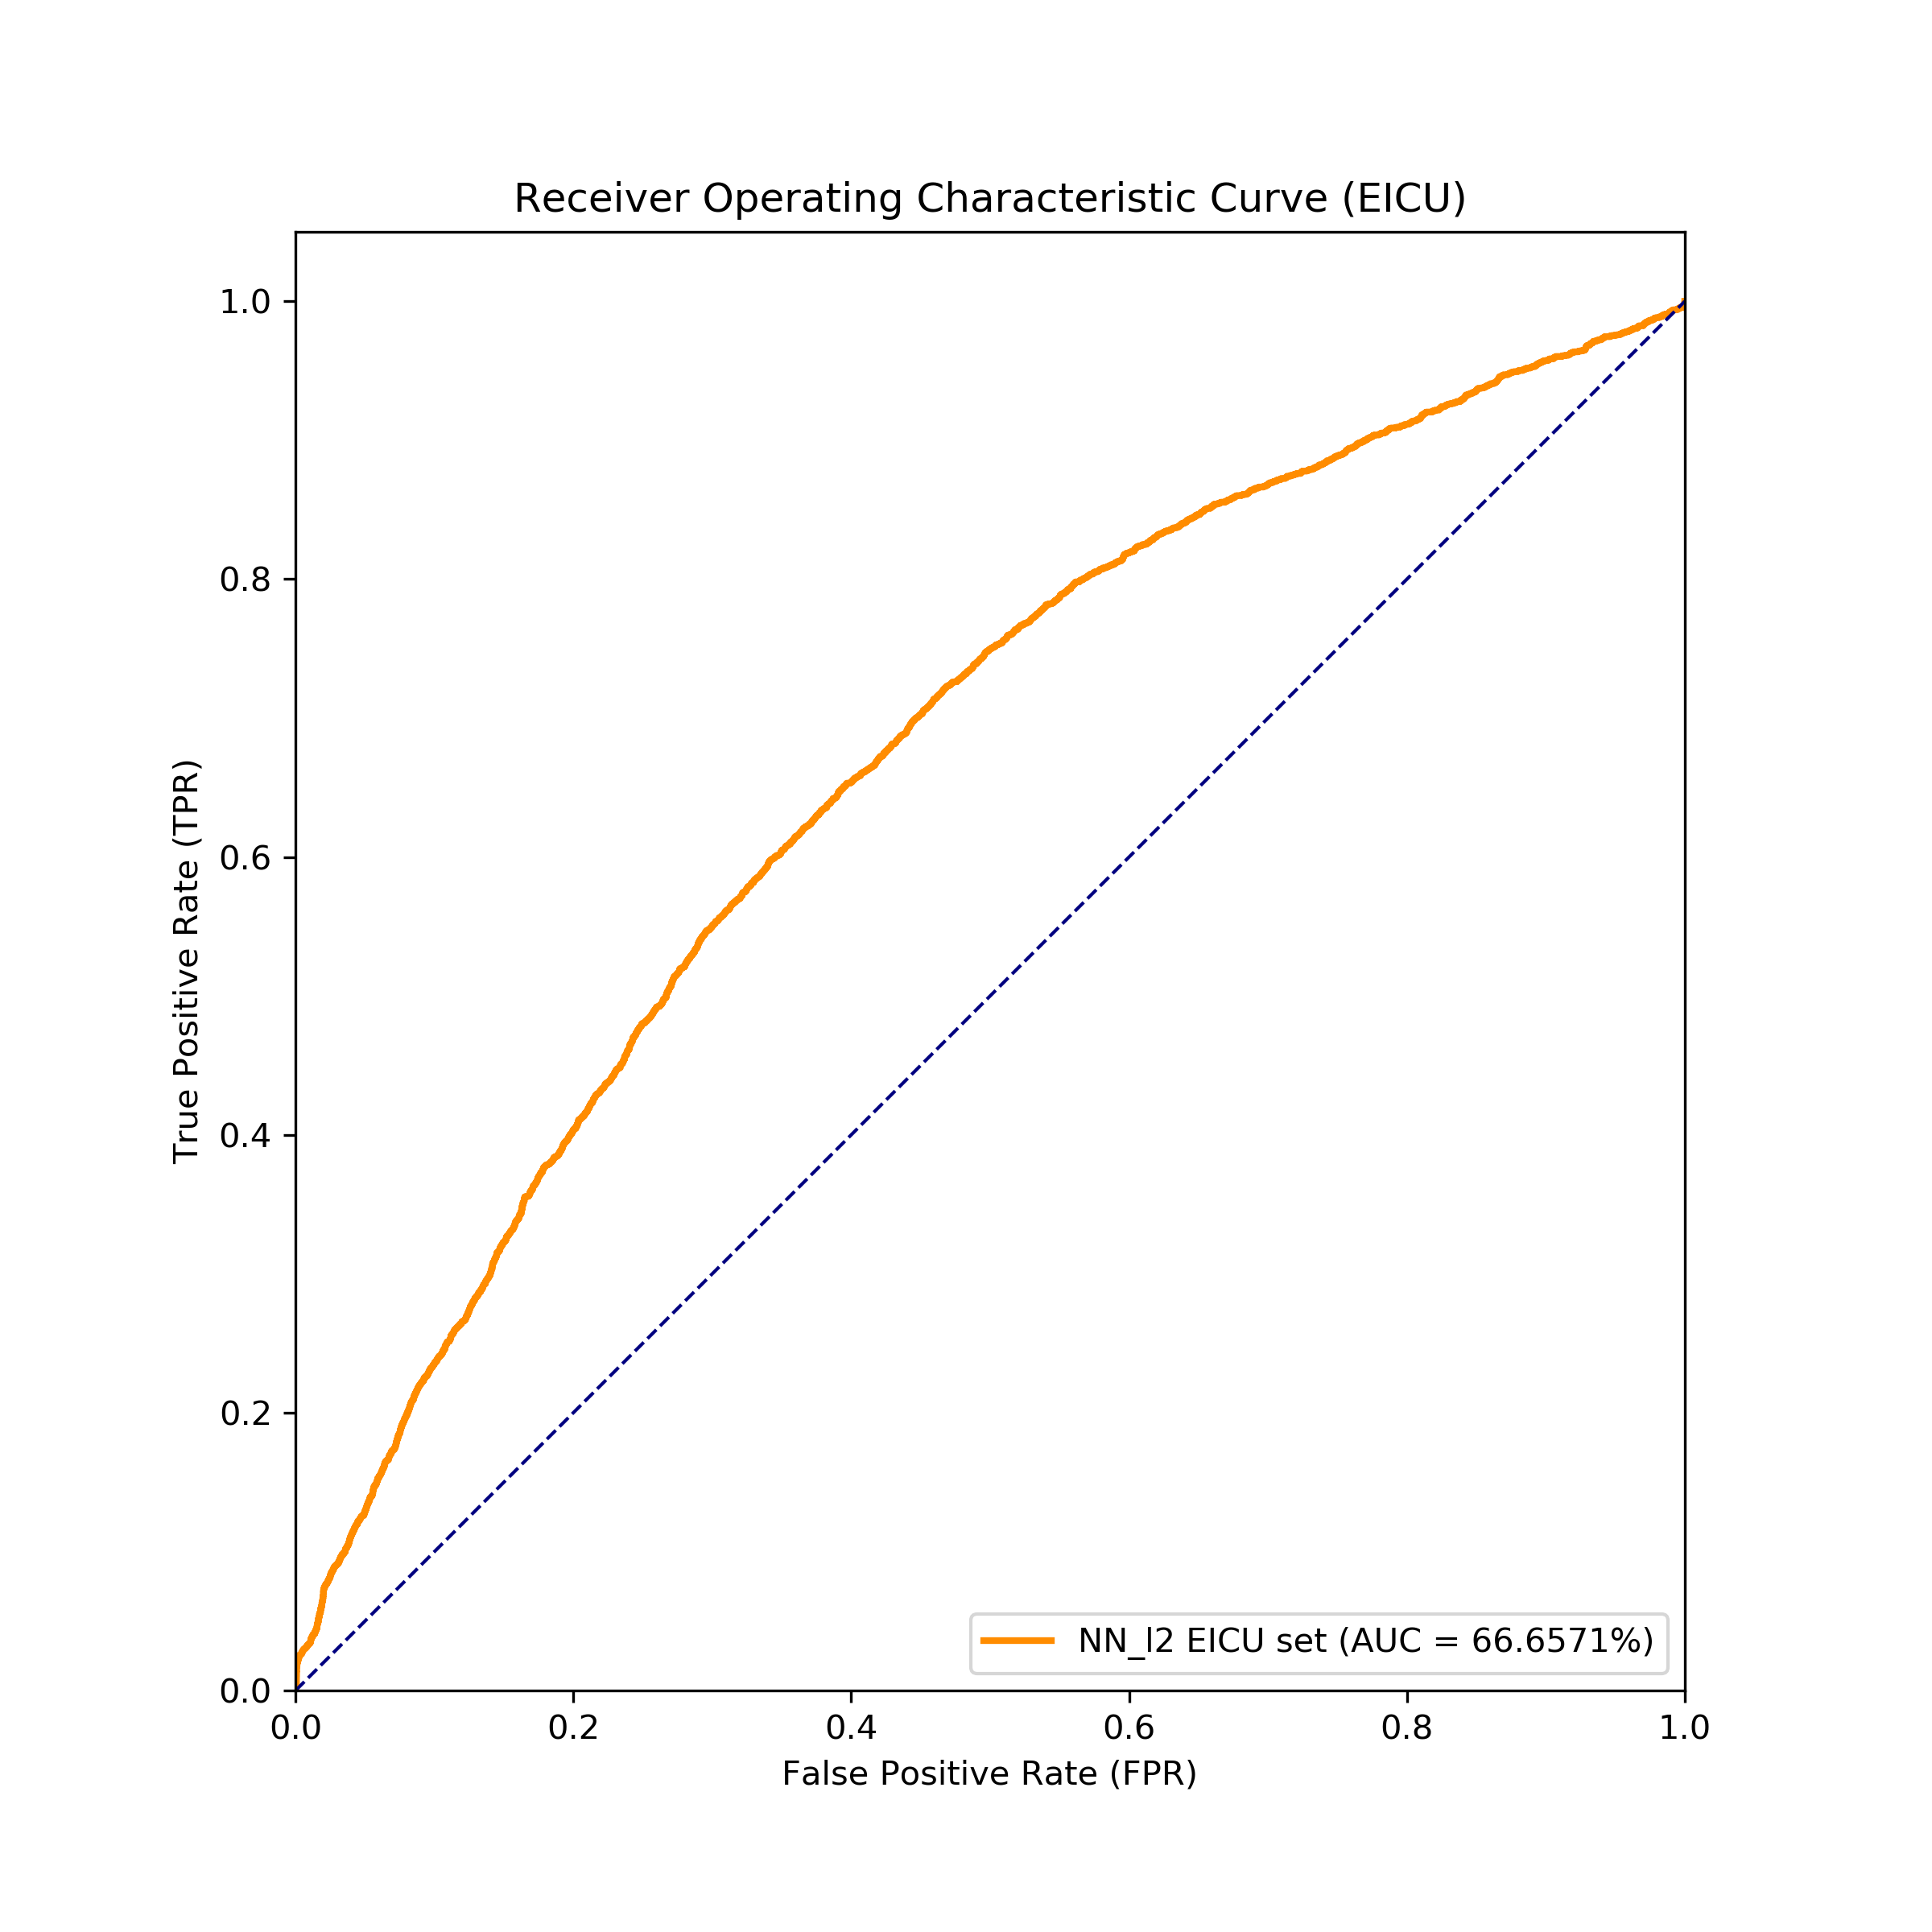 Receiver Operating Characteristic Curve (EICU)
True Positive Rate (TPR)
1.0
0.8
0.6
0.4
0.2
0.0
0.0 0.2 0.4 0.6 0.8 1.0
False Positive Rate (FPR)
NN_l2 EICU set (AUC = 66.6571%)